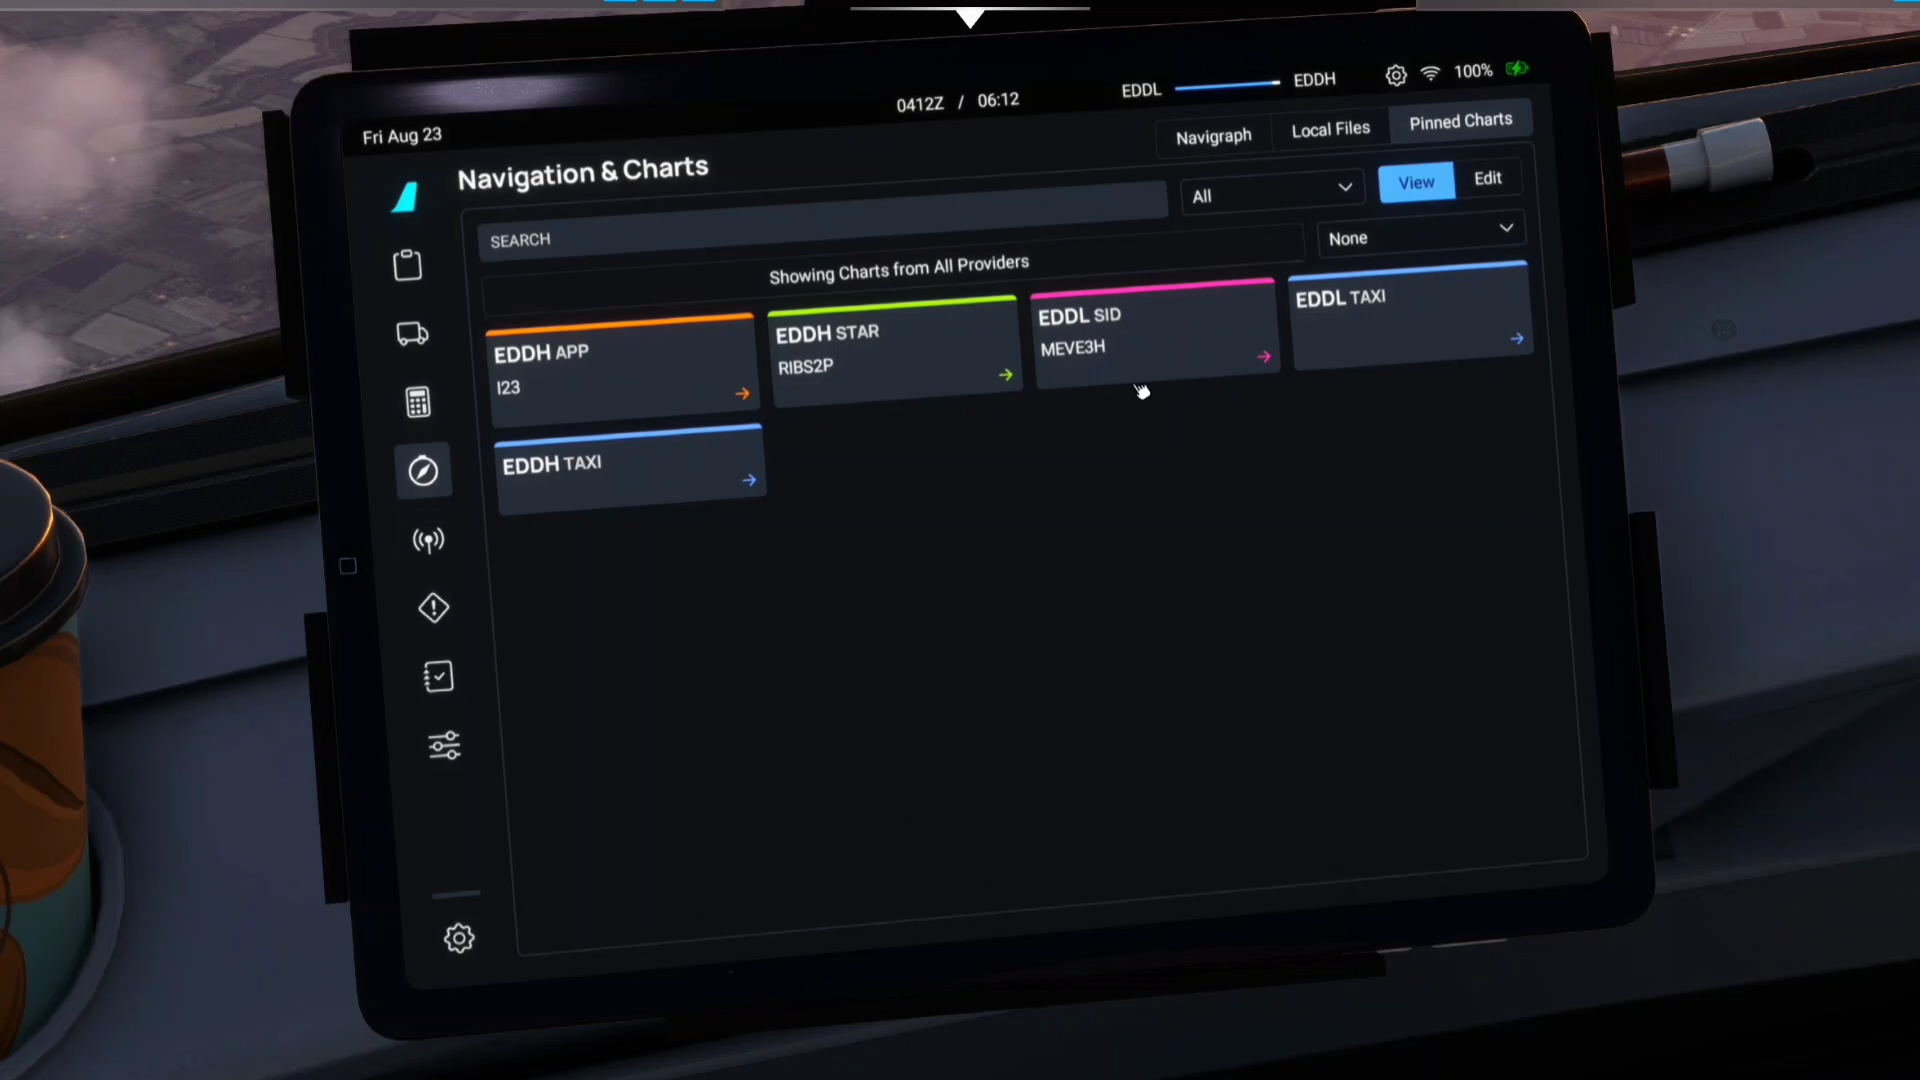 Fri Aug 23
0412Z / 06:12
EDDL EDDH
100%
Navigation & Charts
Navigraph
Local Files
Pinned Charts
SEARCH
All
View
Edit
Showing Charts from All Providers
None
EDDH APP
I23
EDDH STAR
RIBS2P
EDDL SID
MEVE3H
EDDL TAXI
EDDH TAXI